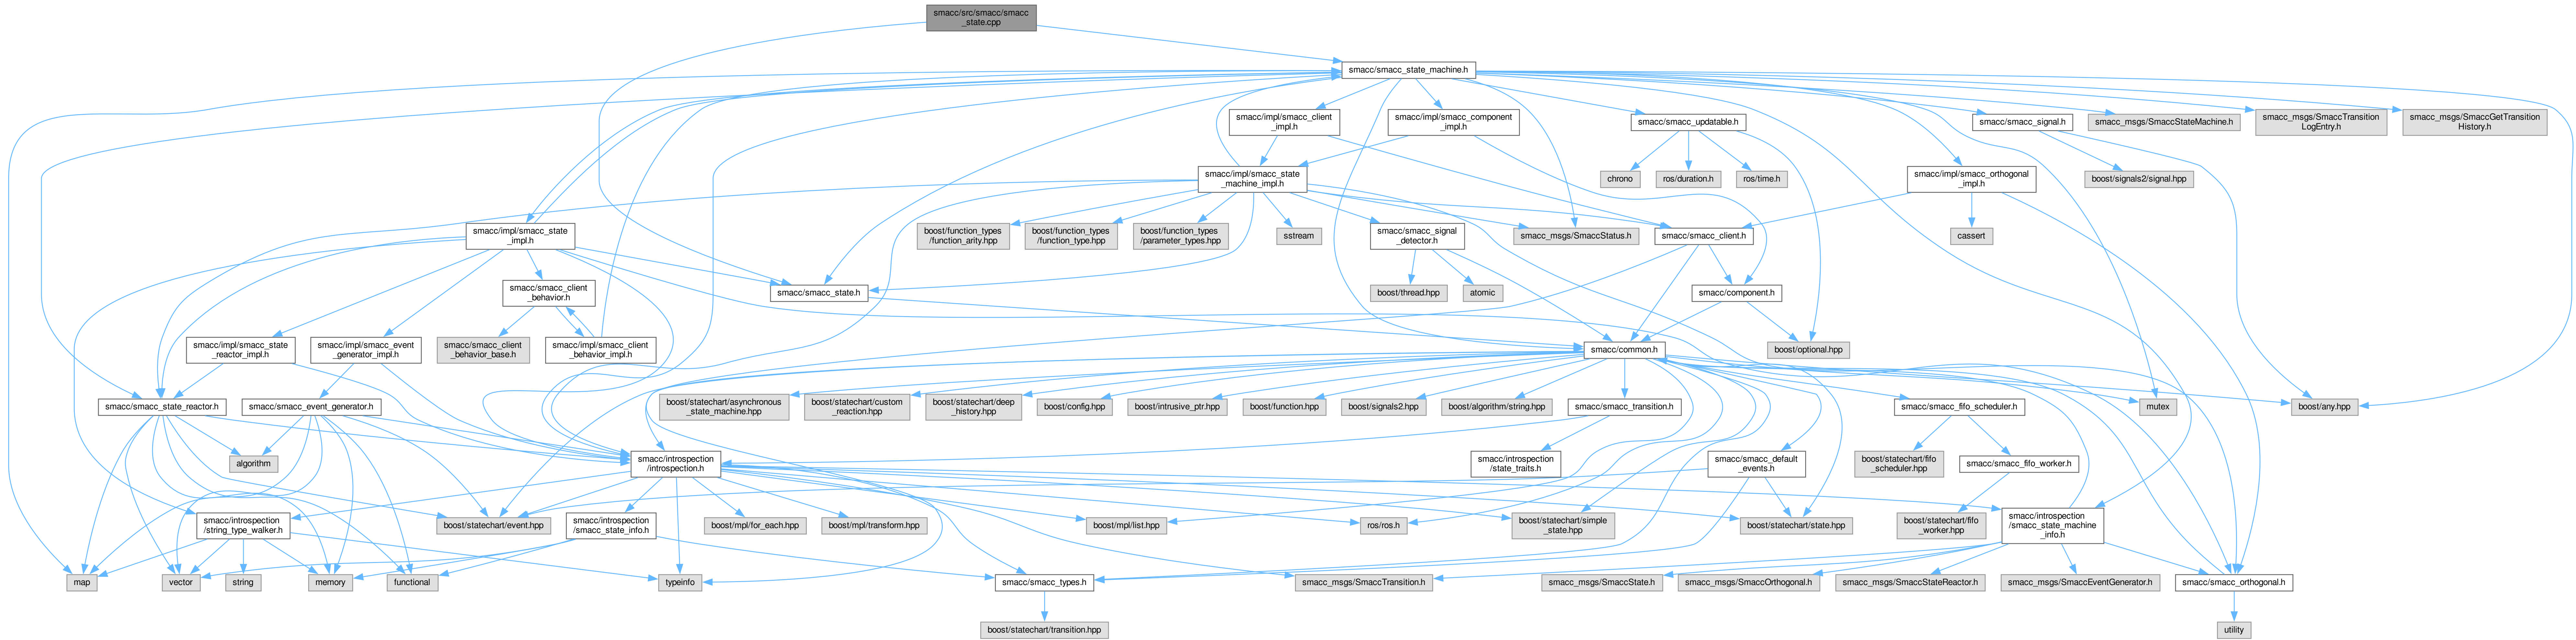 smacc/src/smacc/smacc
_state.cpp
smacc/smacc_state_machine.h
smacc/impl/smacc_client
_impl.h
smacc/impl/smacc_component
_impl.h
smacc/smacc_updatable.h
smacc/smacc_signal.h
smacc_msgs/SmaccStateMachine.h
smacc_msgs/SmaccTransition
LogEntry.h
smacc_msgs/SmaccGetTransition
History.h
smacc/impl/smacc_state
_machine_impl.h
chrono
ros/duration.h
ros/time.h
smacc/impl/smacc_orthogonal
_impl.h
boost/signals2/signal.hpp
smacc/impl/smacc_state
_impl.h
boost/function_types
/function_arity.hpp
boost/function_types
/function_type.hpp
boost/function_types
/parameter_types.hpp
sstream
smacc/smacc_signal
_detector.h
smacc_msgs/SmaccStatus.h
smacc/smacc_client.h
cassert
smacc/smacc_client
_behavior.h
smacc/smacc_state.h
boost/thread.hpp
atomic
smacc/component.h
smacc/impl/smacc_state
_reactor_impl.h
smacc/impl/smacc_event
_generator_impl.h
smacc/smacc_client
_behavior_base.h
smacc/impl/smacc_client
_behavior_impl.h
smacc/common.h
boost/optional.hpp
smacc/smacc_state_reactor.h
smacc/smacc_event_generator.h
boost/statechart/asynchronous
_state_machine.hpp
boost/statechart/custom
_reaction.hpp
boost/statechart/deep
_history.hpp
boost/config.hpp
boost/intrusive_ptr.hpp
boost/function.hpp
boost/signals2.hpp
boost/algorithm/string.hpp
smacc/smacc_transition.h
smacc/smacc_fifo_scheduler.h
mutex
boost/any.hpp
algorithm
smacc/introspection
/introspection.h
smacc/introspection
/state_traits.h
smacc/smacc_default
_events.h
boost/statechart/fifo
_scheduler.hpp
smacc/smacc_fifo_worker.h
smacc/introspection
/string_type_walker.h
boost/statechart/event.hpp
smacc/introspection
/smacc_state_info.h
boost/mpl/for_each.hpp
boost/mpl/transform.hpp
boost/mpl/list.hpp
ros/ros.h
boost/statechart/simple
_state.hpp
boost/statechart/state.hpp
boost/statechart/fifo
_worker.hpp
smacc/introspection
/smacc_state_machine
_info.h
map
vector
string
memory
functional
typeinfo
smacc/smacc_types.h
smacc_msgs/SmaccTransition.h
smacc_msgs/SmaccState.h
smacc_msgs/SmaccOrthogonal.h
smacc_msgs/SmaccStateReactor.h
smacc_msgs/SmaccEventGenerator.h
smacc/smacc_orthogonal.h
boost/statechart/transition.hpp
utility